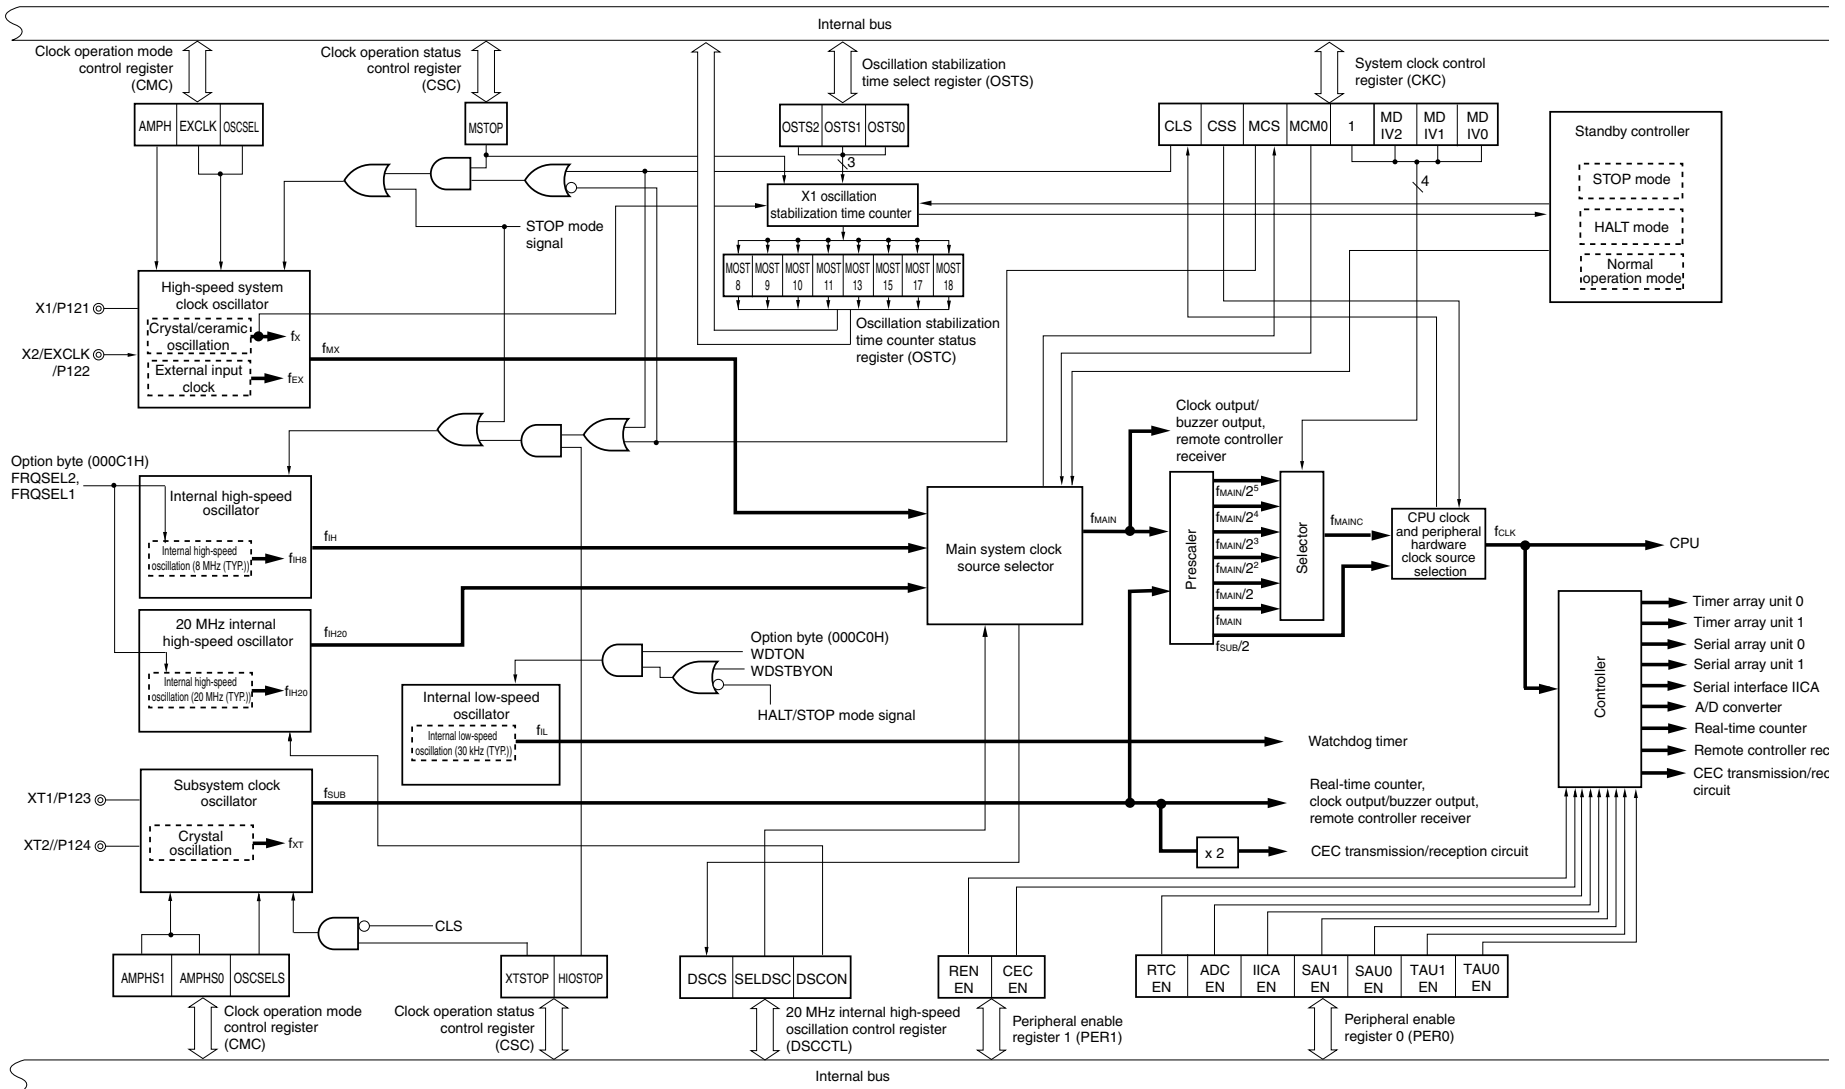 Internal bus
Clock operation mode
control register
(CMC)
Clock operation status
control register
(CSC)
Oscillation stabilization
time select register (OSTS)
System clock control
register (CKC)
AMPH EXCLK OSCSEL
MSTOP
OSTS2 OSTS1 OSTS0
3
CLS CSS MCS MCM0 1 MD IV2 MD IV1 MD IV0
4
Standby controller
STOP mode
HALT mode
Normal
operation mode
X1 oscillation
stabilization time counter
STOP mode
signal
MOST 8 MOST 9 MOST 10 MOST 11 MOST 13 MOST 15 MOST 17 MOST 18
Oscillation stabilization
time counter status
register (OSTC)
High-speed system
clock oscillator
X1/P121
Crystal/ceramic
oscillation
fX
X2/EXCLK
/P122
External input
clock
fEX
fMX
Clock output/
buzzer output,
remote controller
receiver
Option byte (000C1H)
FRQSEL2,
FRQSEL1
Internal high-speed
oscillator
Internal high-speed
oscillation (8 MHz (TYP.))
fIH8
fIH
20 MHz internal
high-speed oscillator
Internal high-speed
oscillation (20 MHz (TYP.))
fIH20
fIH20
Main system clock
source selector
fMAIN
Prescaler
fMAIN/2⁵
fMAIN/2⁴
fMAIN/2³
fMAIN/2²
fMAIN/2
fMAIN
fSUB/2
Selector
fMAINC
CPU clock
and peripheral
hardware
clock source
selection
fCLK
CPU
Controller
Timer array unit 0
Timer array unit 1
Serial array unit 0
Serial array unit 1
Serial interface IICA
A/D converter
Real-time counter
Remote controller rec
CEC transmission/rec
circuit
Option byte (000C0H)
WDTON
WDSTBYON
HALT/STOP mode signal
Internal low-speed
oscillator
Internal low-speed
oscillation (30 kHz (TYP.))
fIL
Watchdog timer
Subsystem clock
oscillator
XT1/P123
Crystal
oscillation
fXT
XT2//P124
fSUB
Real-time counter,
clock output/buzzer output,
remote controller receiver
x 2
CEC transmission/reception circuit
CLS
AMPHS1 AMPHS0 OSCSELS
XTSTOP HIOSTOP
DSCS SELDSC DSCON
REN EN CEC EN
RTC EN ADC EN IICA EN SAU1 EN SAU0 EN TAU1 EN TAU0 EN
Clock operation mode
control register
(CMC)
Clock operation status
control register
(CSC)
20 MHz internal high-speed
oscillation control register
(DSCCTL)
Peripheral enable
register 1 (PER1)
Peripheral enable
register 0 (PER0)
Internal bus